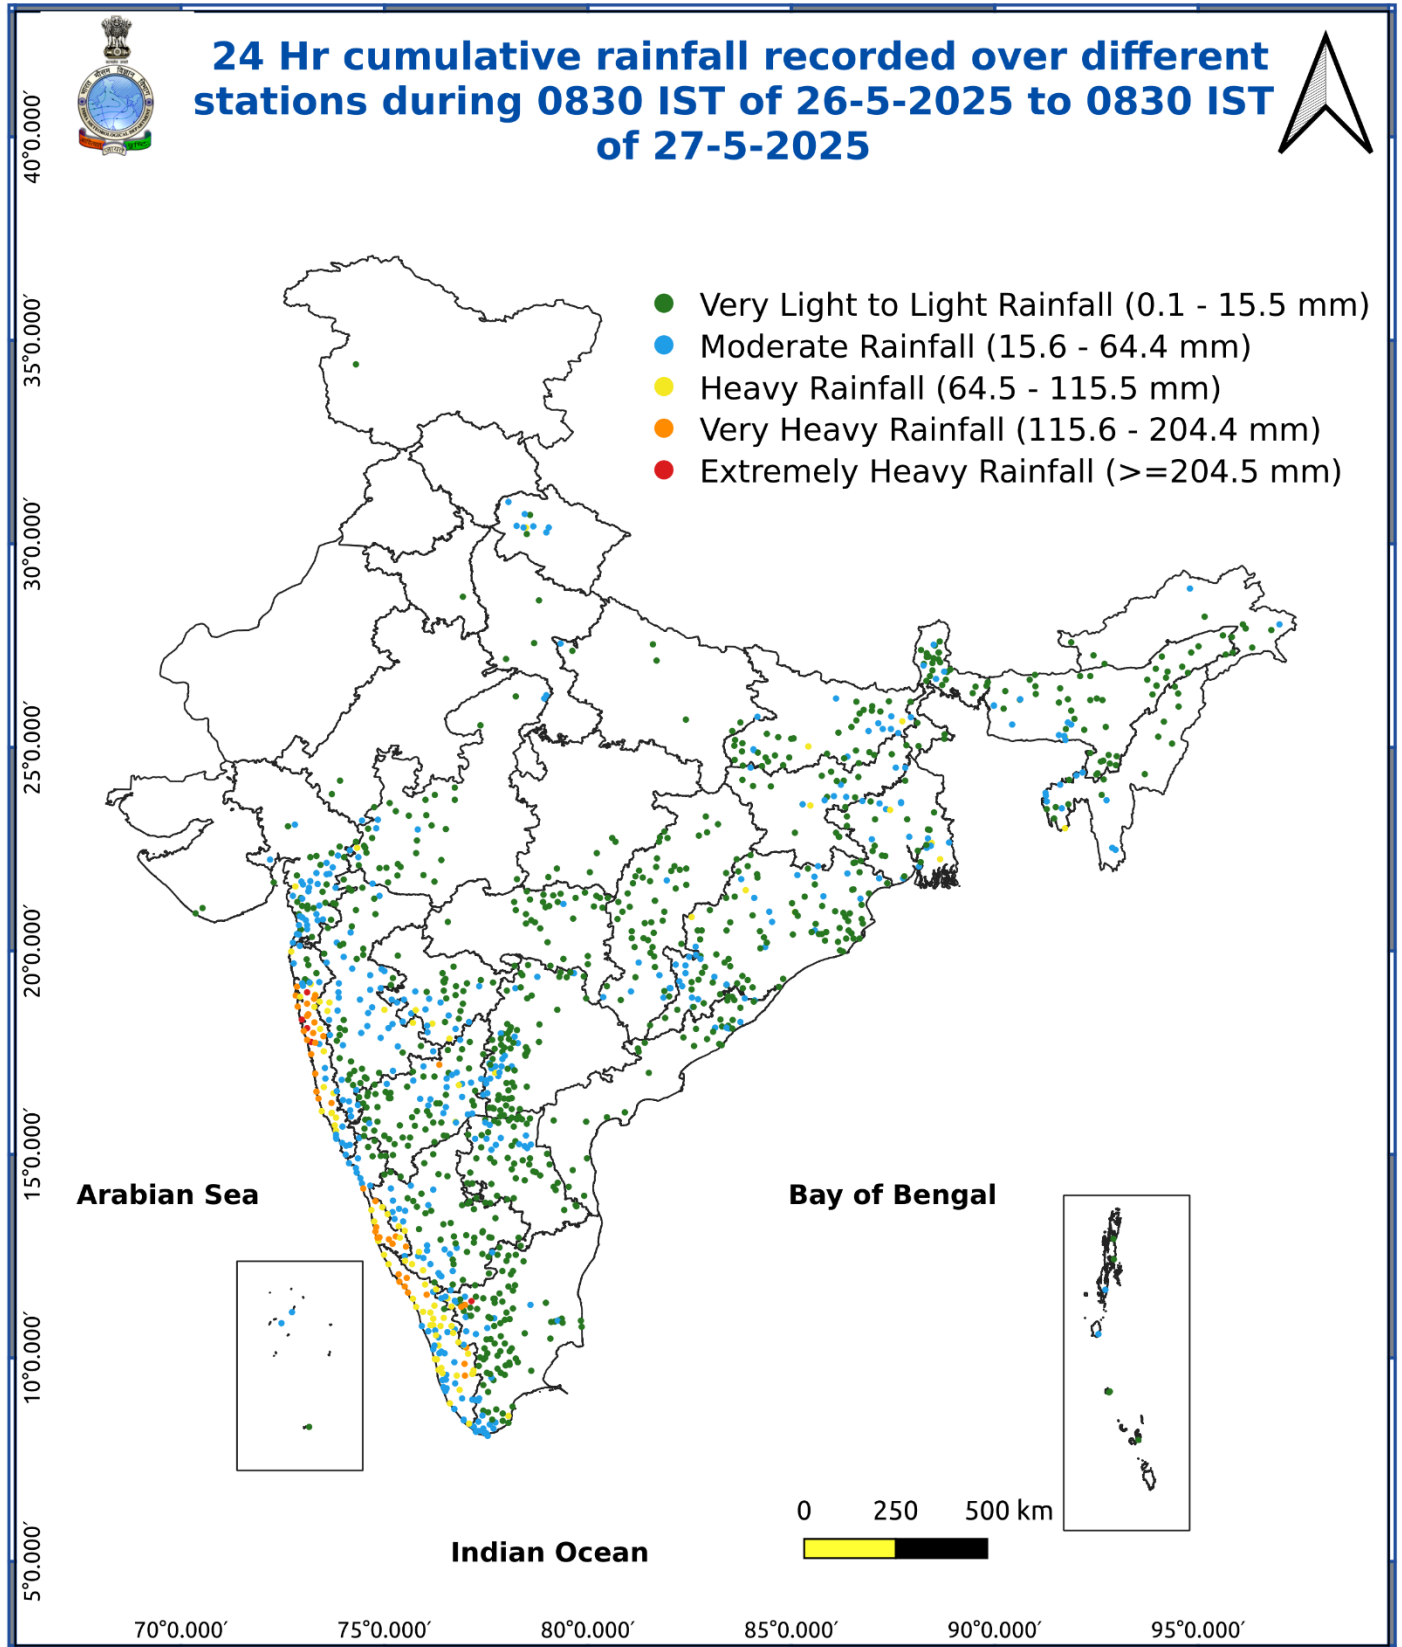 24 Hr cumulative rainfall recorded over different
stations during 0830 IST of 26-5-2025 to 0830 IST
of 27-5-2025
Very Light to Light Rainfall (0.1 - 15.5 mm)
Moderate Rainfall (15.6 - 64.4 mm)
Heavy Rainfall (64.5 - 115.5 mm)
Very Heavy Rainfall (115.6 - 204.4 mm)
Extremely Heavy Rainfall (>=204.5 mm)
40°0.000′
35°0.000′
30°0.000′
25°0.000′
20°0.000′
15°0.000′
10°0.000′
5°0.000′
Arabian Sea
Bay of Bengal
Indian Ocean
0 250 500 km
70°0.000′ 75°0.000′ 80°0.000′ 85°0.000′ 90°0.000′ 95°0.000′